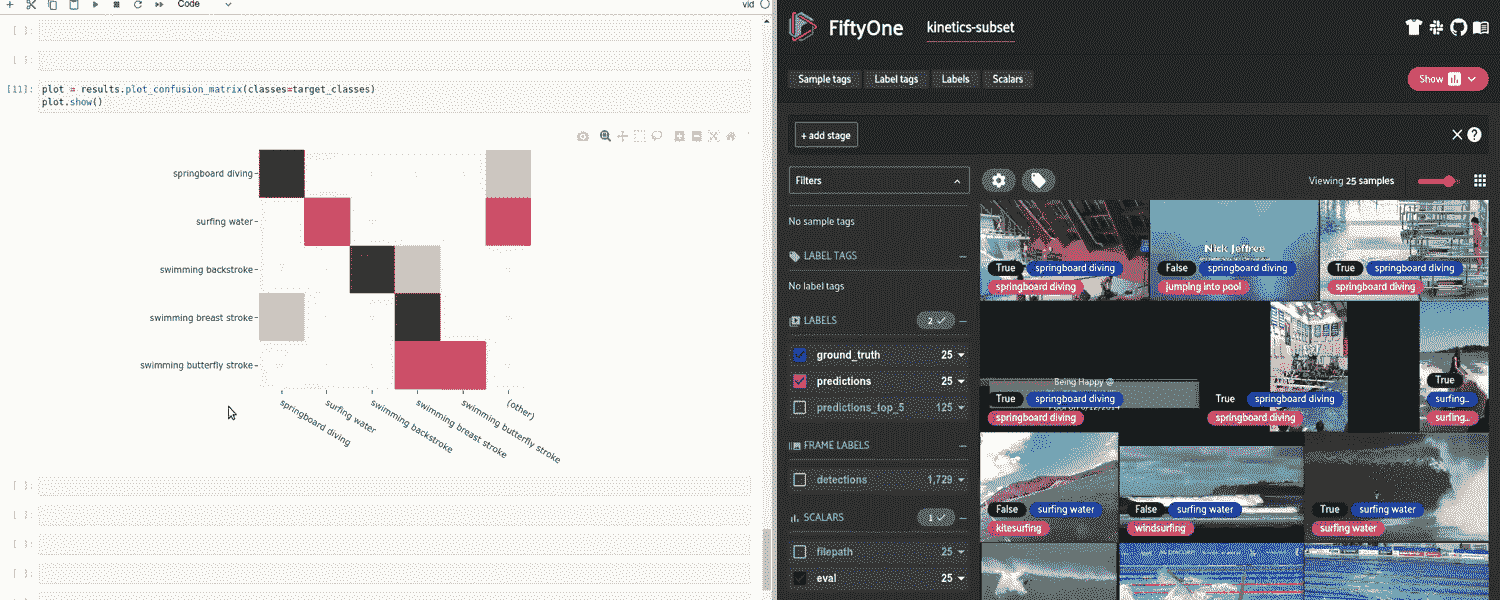 Code
vid
[ ]:
[ ]:
[11]: plot = results.plot_confusion_matrix(classes=target_classes)
plot.show()
springboard diving
surfing water
swimming backstroke
swimming breast stroke
swimming butterfly stroke
springboard diving
surfing water
swimming backstroke
swimming breast stroke
swimming butterfly stroke
(other)
[ ]:
[ ]:
[ ]:
[ ]:
FiftyOne
kinetics-subset
Sample tags
Label tags
Labels
Scalars
Show
+ add stage
Filters
Viewing 25 samples
No sample tags
LABEL TAGS
No label tags
LABELS
2
ground_truth 25
predictions 25
predictions_top_5 125
FRAME LABELS
detections 1,729
SCALARS
1
filepath 25
eval 25
True springboard diving
springboard diving
Nick Jeffree
False springboard diving
jumping into pool
True springboard diving
springboard diving
Being Happy @
True springboard diving
springboard diving
True springboard diving
springboard diving
True
surfing...
surfing...
False surfing water
kitesurfing
False surfing water
windsurfing
True surfing water
surfing water